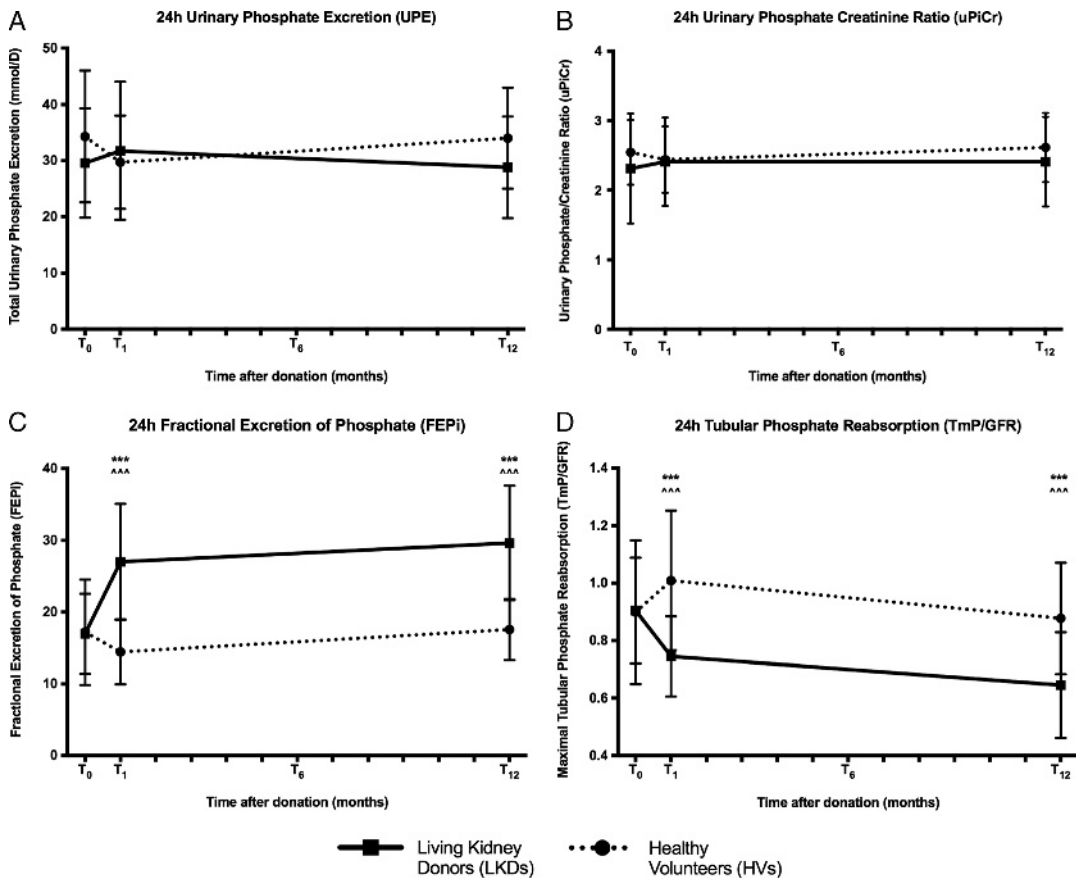 A
24h Urinary Phosphate Excretion (UPE)
Total Urinary Phosphate Excretion (mmol/D)
50
40
30
20
10
0
T0 T1 T6 T12
Time after donation (months)
B
24h Urinary Phosphate Creatinine Ratio (uPiCr)
Urinary Phosphate/Creatinine Ratio (uPiCr)
4
3
2
1
0
T0 T1 T6 T12
Time after donation (months)
C
24h Fractional Excretion of Phosphate (FEPi)
Fractional Excretion of Phosphate (FEPi)
40
30
20
10
0
*** ***
^^^ ^^^
T0 T1 T6 T12
Time after donation (months)
D
24h Tubular Phosphate Reabsorption (TmP/GFR)
Maximal Tubular Phosphate Reabsorption (TmP/GFR)
1.4
1.2
1.0
0.8
0.6
0.4
*** ***
^^^ ^^^
T0 T1 T6 T12
Time after donation (months)
Living Kidney
Donors (LKDs)
Healthy
Volunteers (HVs)